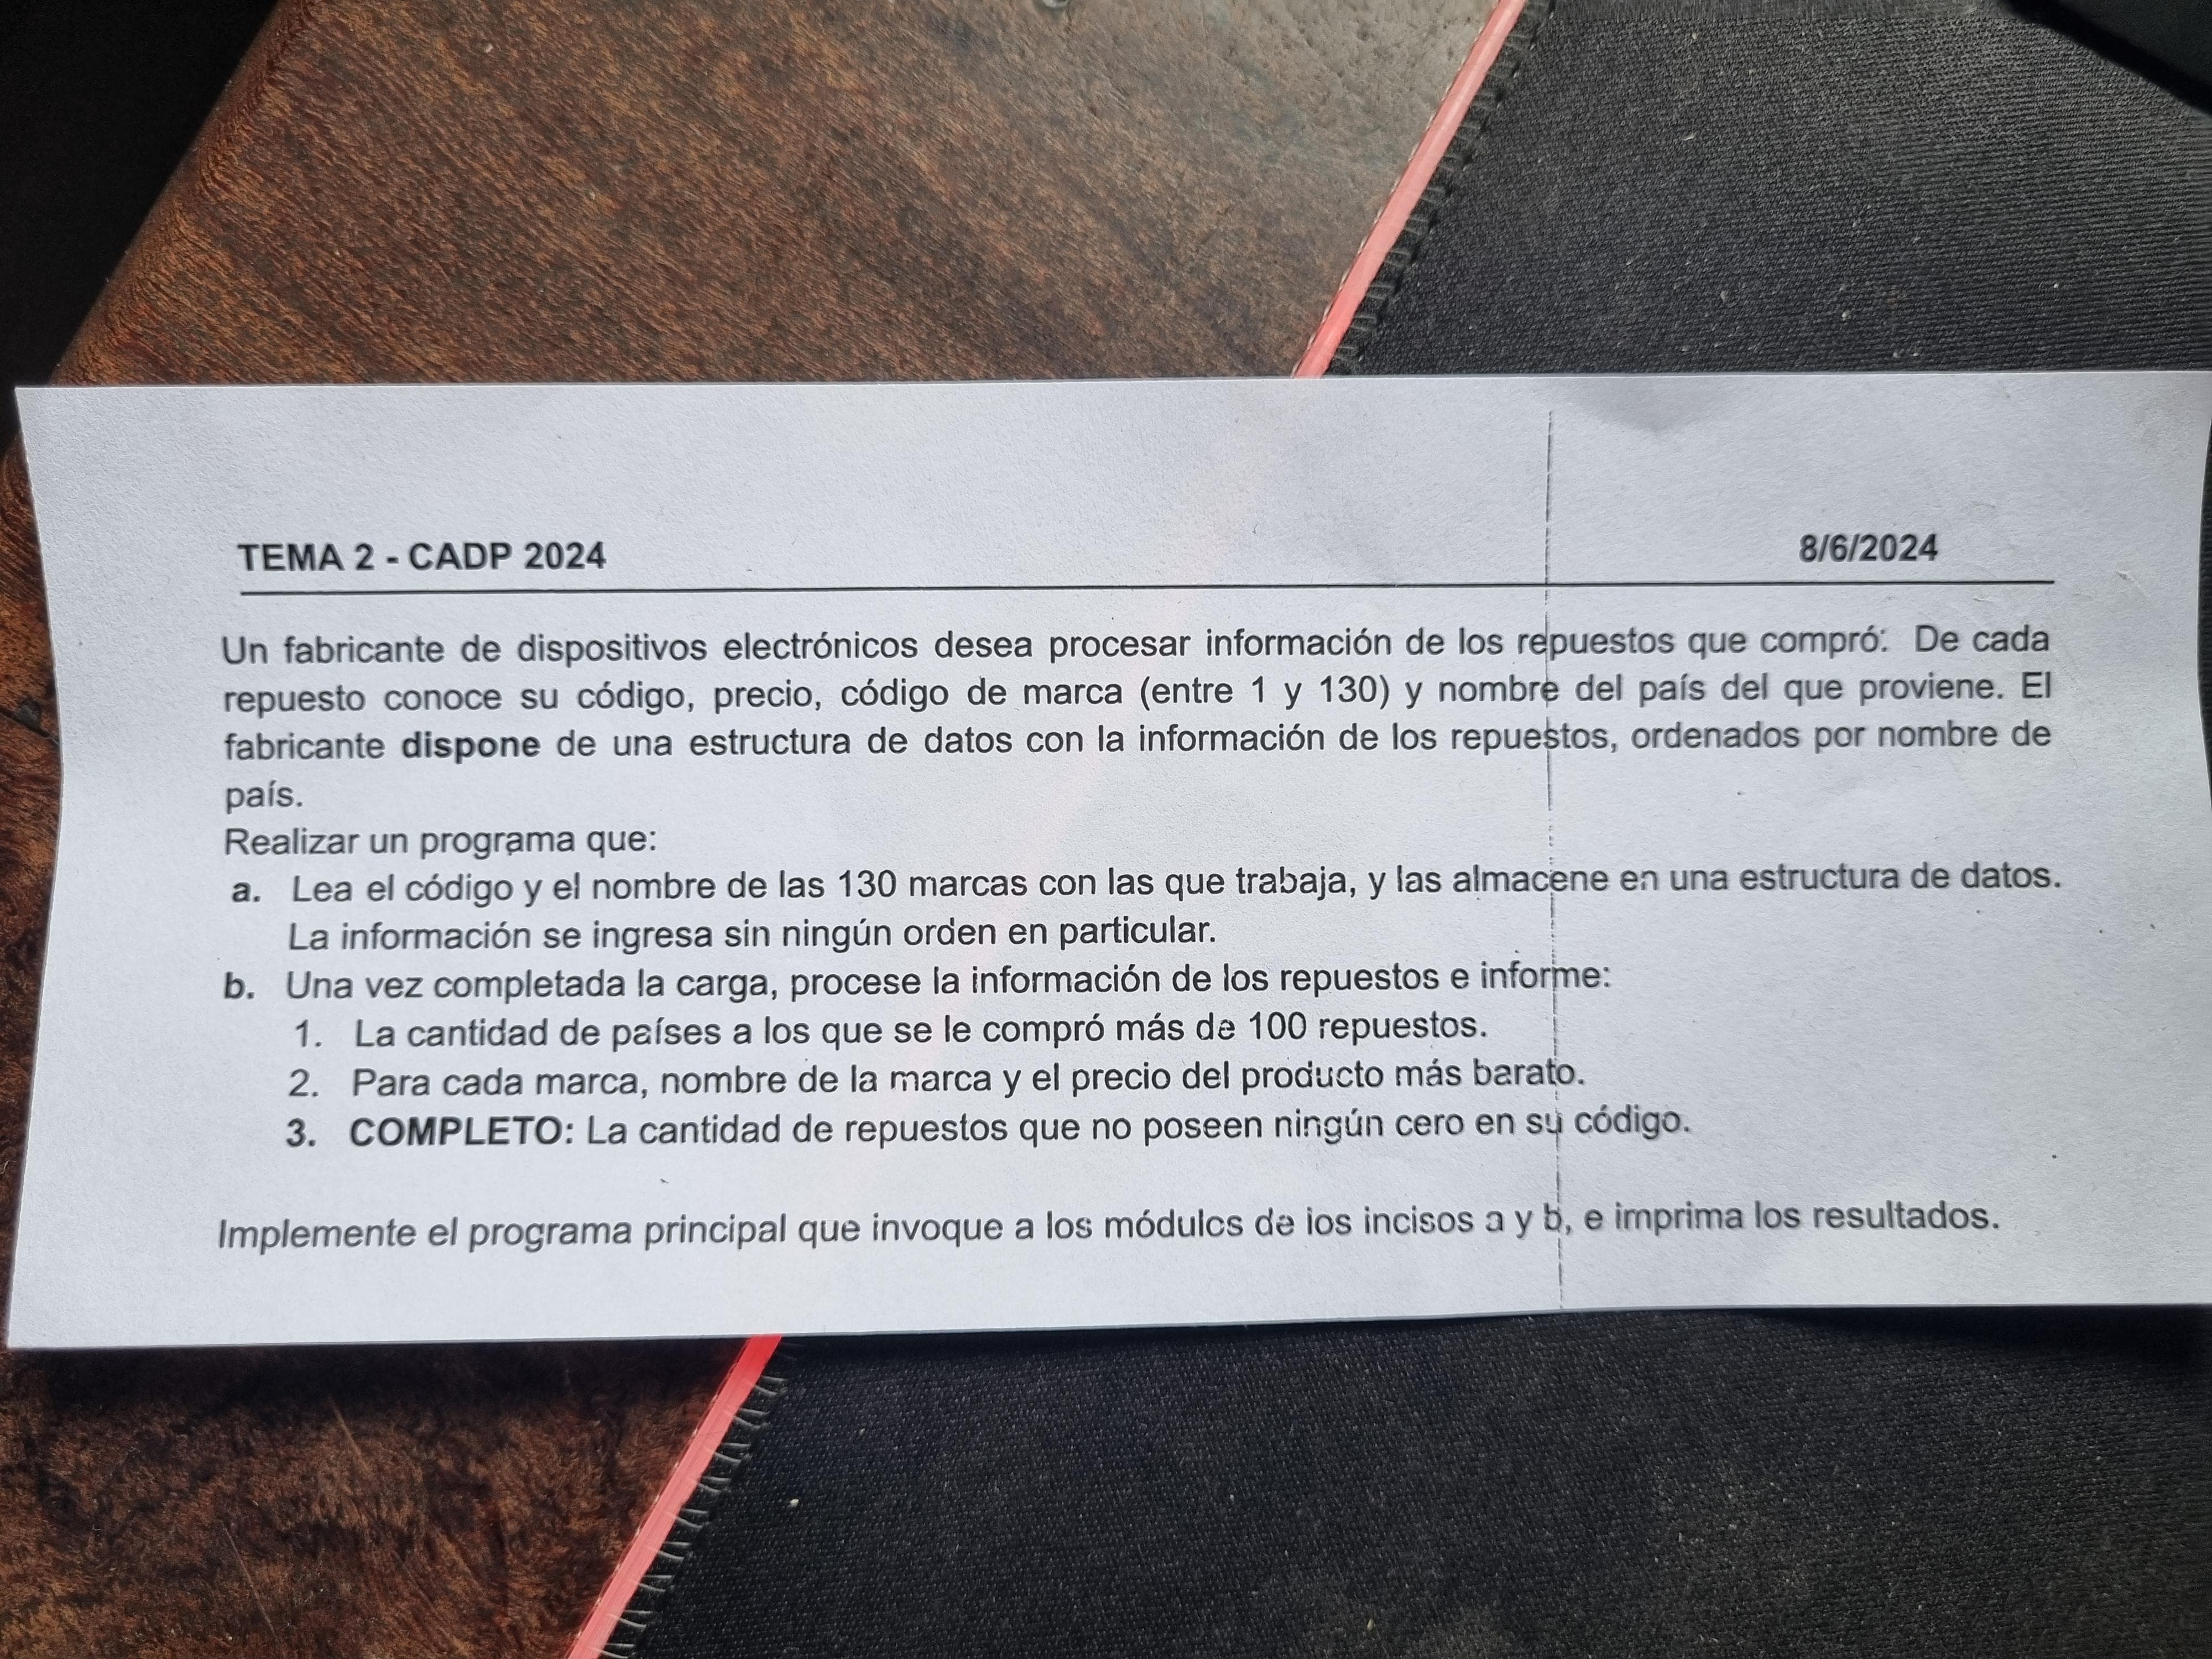 TEMA 2 - CADP 2024 8/6/2024
Un fabricante de dispositivos electrónicos desea procesar información de los repuestos que compró. De cada
repuesto conoce su código, precio, código de marca (entre 1 y 130) y nombre del país del que proviene. El
fabricante dispone de una estructura de datos con la información de los repuestos, ordenados por nombre de
país.
Realizar un programa que:
a. Lea el código y el nombre de las 130 marcas con las que trabaja, y las almacene en una estructura de datos.
La información se ingresa sin ningún orden en particular.
b. Una vez completada la carga, procese la información de los repuestos e informe:
1. La cantidad de países a los que se le compró más de 100 repuestos.
2. Para cada marca, nombre de la marca y el precio del producto más barato.
3. COMPLETO: La cantidad de repuestos que no poseen ningún cero en su código.
Implemente el programa principal que invoque a los módulos de los incisos a y b, e imprima los resultados.